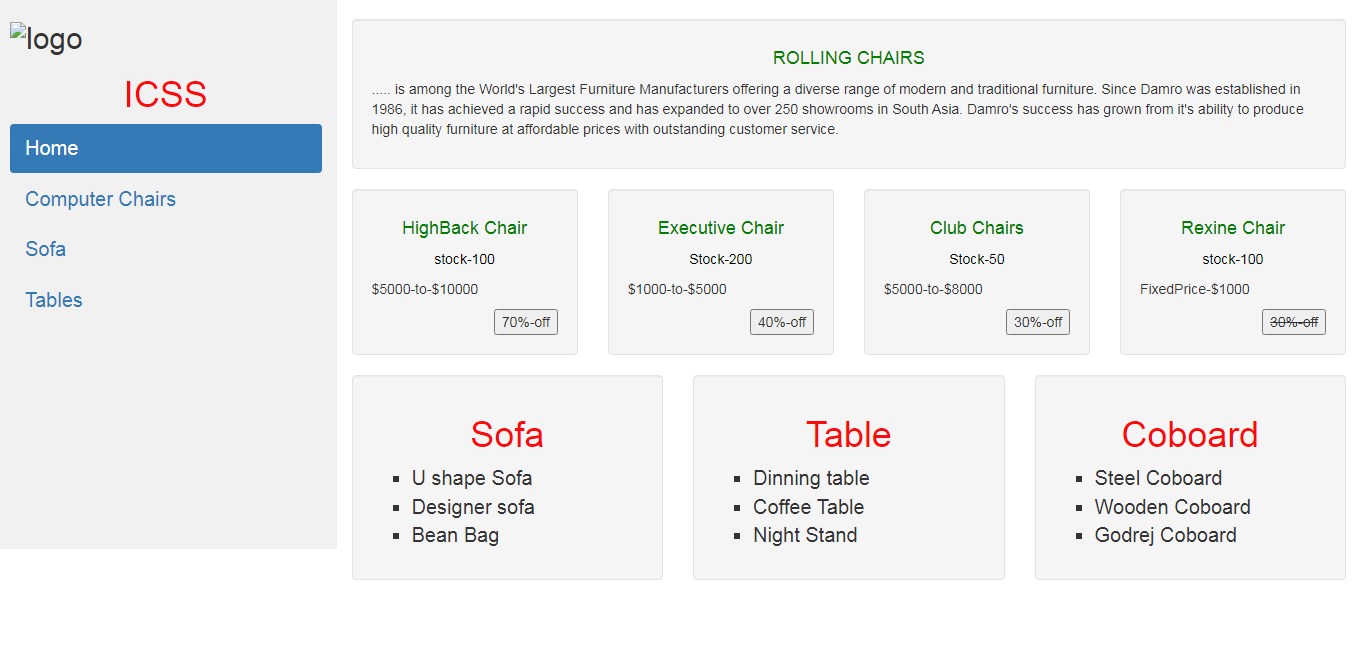 logo
ICSS
Home
Computer Chairs
Sofa
Tables
ROLLING CHAIRS
..... is among the World's Largest Furniture Manufacturers offering a diverse range of modern and traditional furniture. Since Damro was established in
1986, it has achieved a rapid success and has expanded to over 250 showrooms in South Asia. Damro's success has grown from it's ability to produce
high quality furniture at affordable prices with outstanding customer service.
HighBack Chair
stock-100
$5000-to-$10000
70%-off
Executive Chair
Stock-200
$1000-to-$5000
40%-off
Club Chairs
Stock-50
$5000-to-$8000
30%-off
Rexine Chair
stock-100
FixedPrice-$1000
30%-off
Sofa
U shape Sofa
Designer sofa
Bean Bag
Table
Dinning table
Coffee Table
Night Stand
Coboard
Steel Coboard
Wooden Coboard
Godrej Coboard